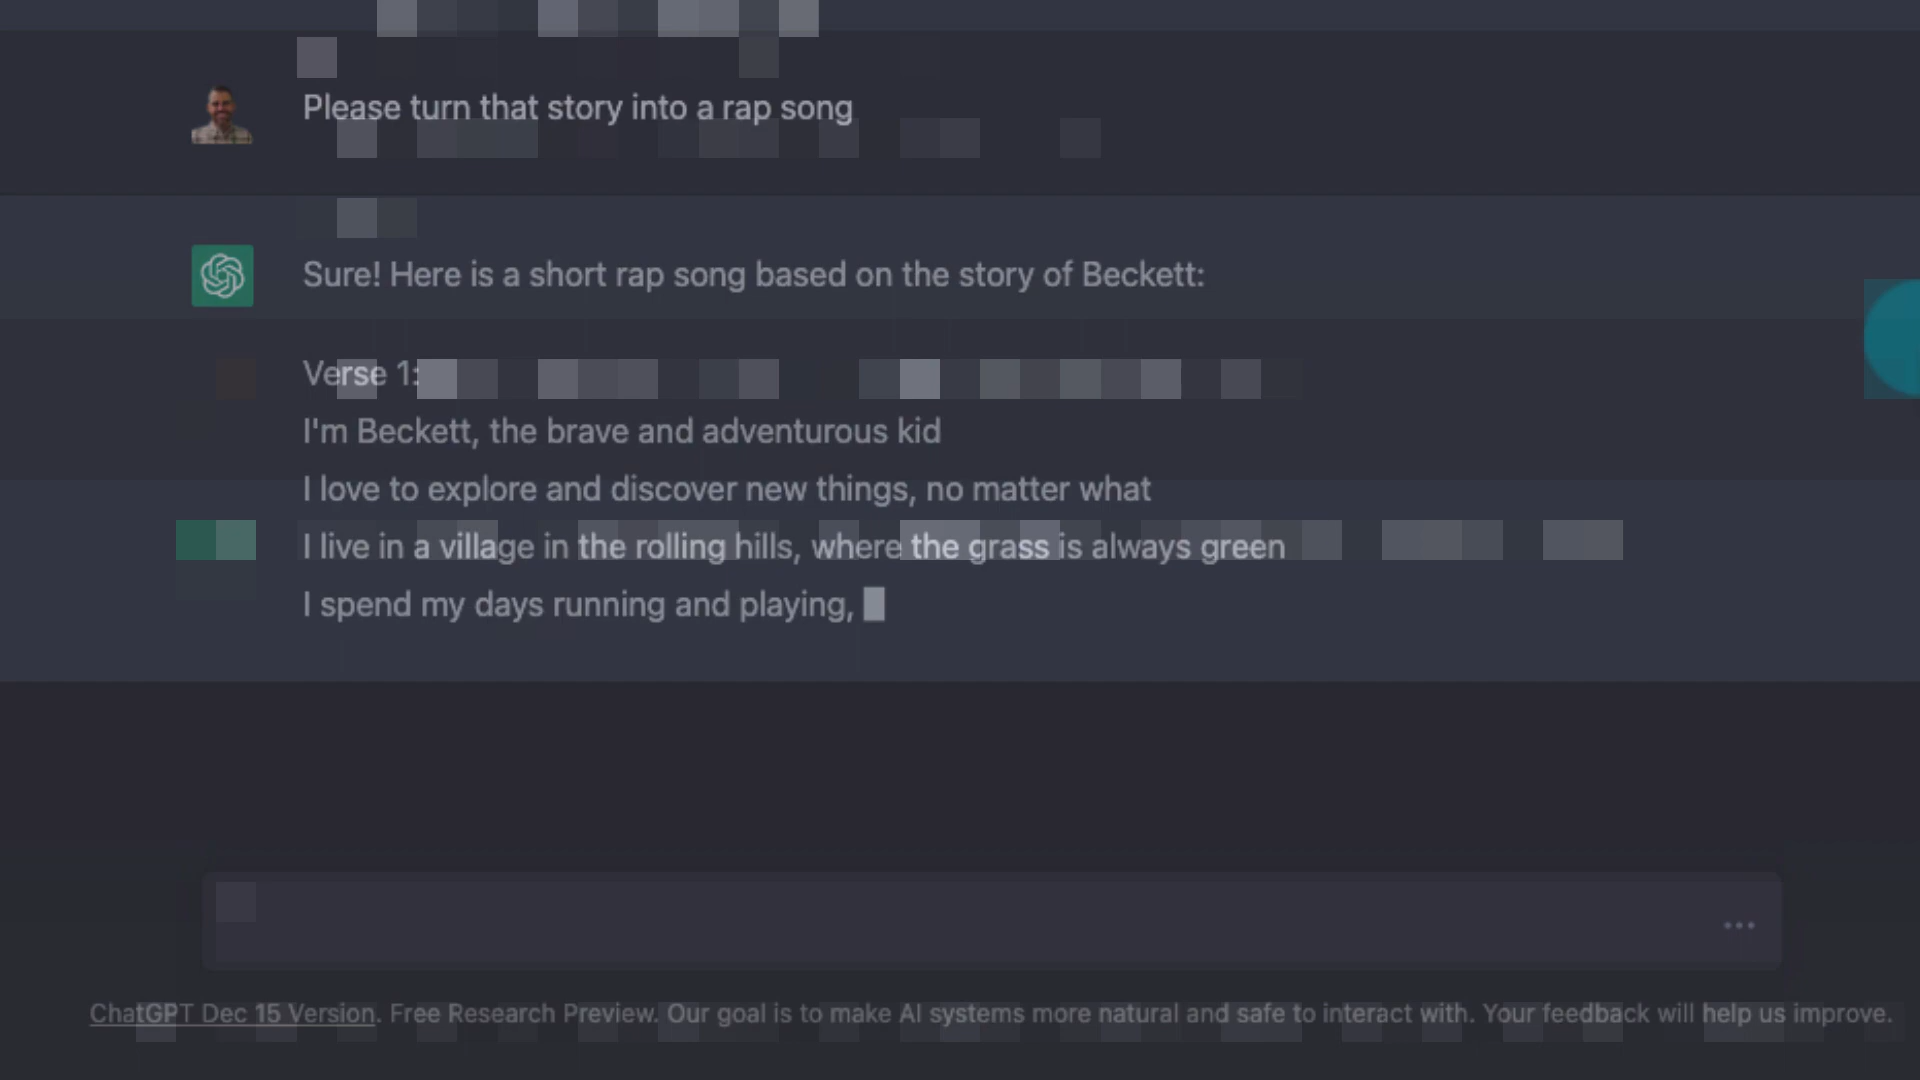 Please turn that story into a rap song
Sure! Here is a short rap song based on the story of Beckett:
Verse 1:
I'm Beckett, the brave and adventurous kid
I love to explore and discover new things, no matter what
I live in a village in the rolling hills, where the grass is always green
I spend my days running and playing,
ChatGPT Dec 15 Version. Free Research Preview. Our goal is to make AI systems more natural and safe to interact with. Your feedback will help us improve.